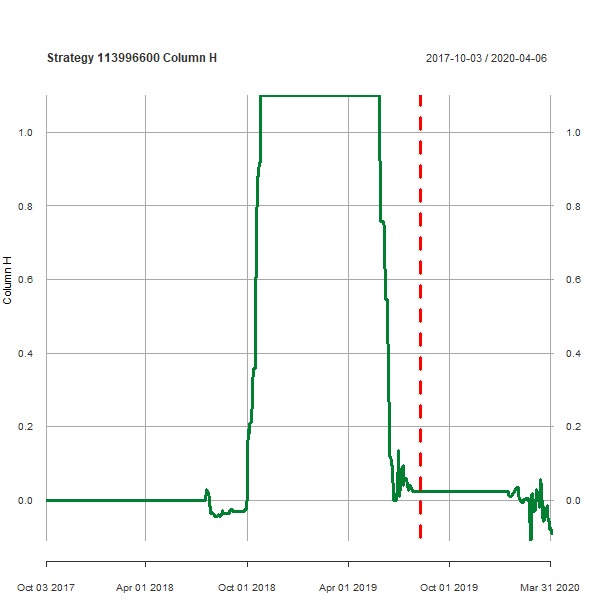 Strategy 113996600 Column H
2017-10-03 / 2020-04-06
1.0
1.0
0.8
0.8
0.6
0.6
Column H
0.4
0.4
0.2
0.2
0.0
0.0
Oct 03 2017
Apr 01 2018
Oct 01 2018
Apr 01 2019
Oct 01 2019
Mar 31 2020